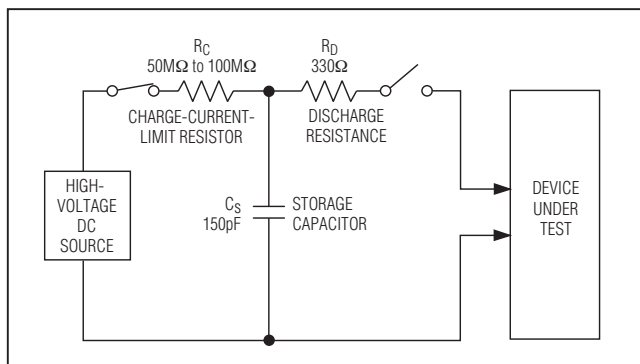 R_C
50MΩ to 100MΩ
CHARGE-CURRENT-
LIMIT RESISTOR
R_D
330Ω
DISCHARGE
RESISTANCE
HIGH-
VOLTAGE
DC
SOURCE
C_S
150pF
STORAGE
CAPACITOR
DEVICE
UNDER
TEST